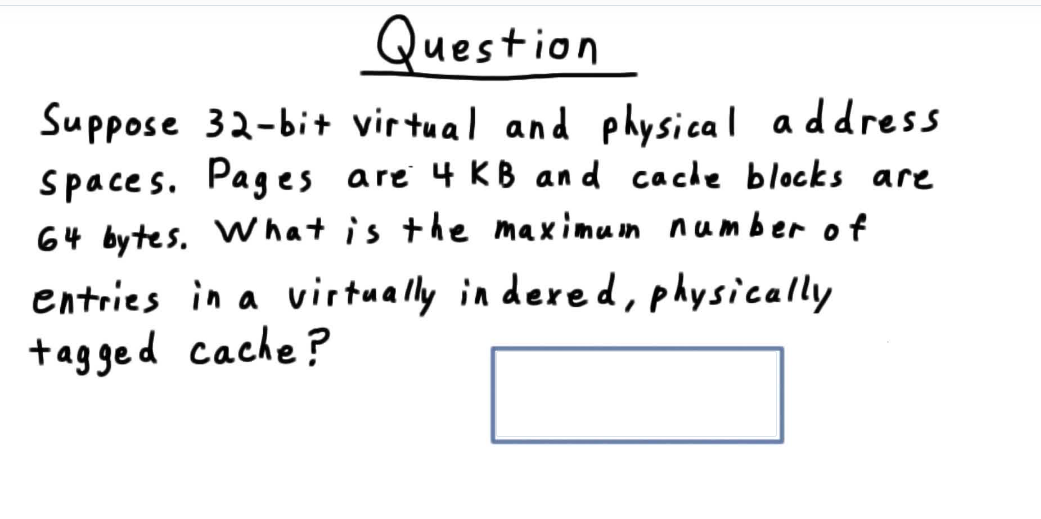 Question
Suppose 32-bit virtual and physical address
spaces. Pages are 4 KB and cache blocks are
64 bytes. What is the maximum number of
entries in a virtually indexed, physically
tagged cache?